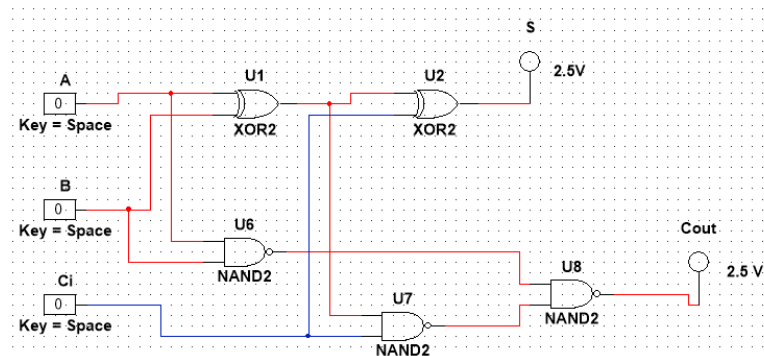 S
2.5V
A
0
Key = Space
U1
XOR2
U2
XOR2
B
0
Key = Space
U6
NAND2
Cout
2.5 V
Ci
0
Key = Space
U7
NAND2
U8
NAND2